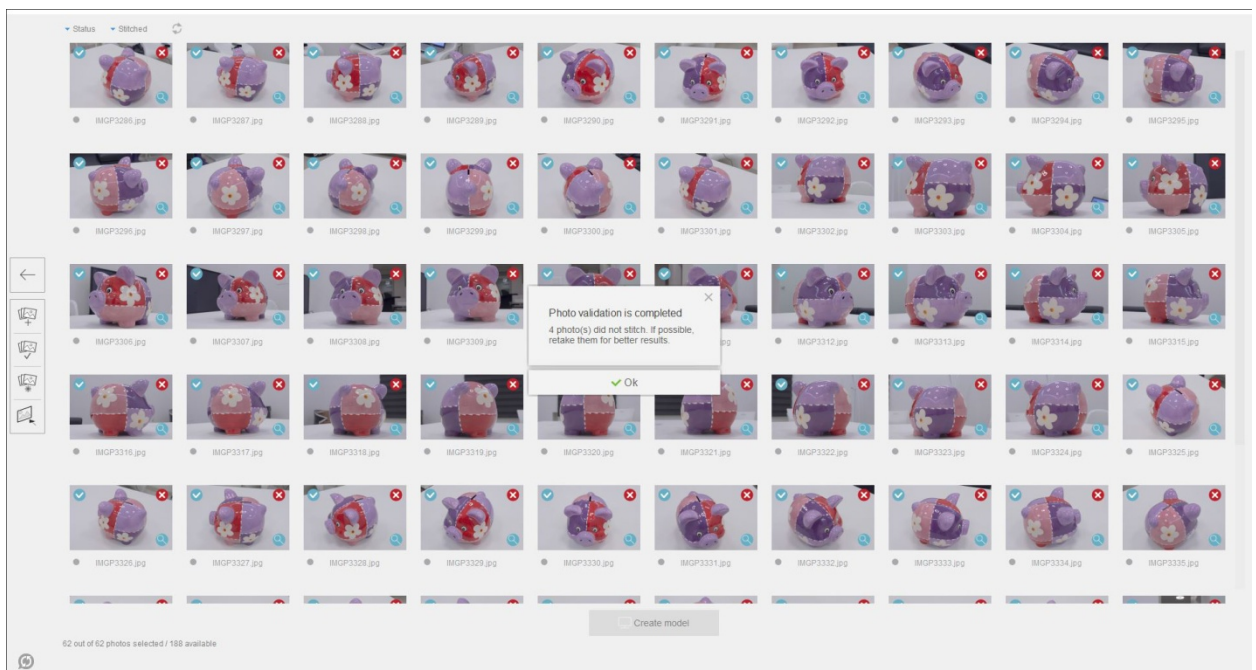 Status Stitched
IMGP3286.jpg IMGP3287.jpg IMGP3288.jpg IMGP3289.jpg IMGP3290.jpg IMGP3291.jpg IMGP3292.jpg IMGP3293.jpg IMGP3294.jpg IMGP3295.jpg
IMGP3296.jpg IMGP3297.jpg IMGP3298.jpg IMGP3299.jpg IMGP3300.jpg IMGP3301.jpg IMGP3302.jpg IMGP3303.jpg IMGP3304.jpg IMGP3305.jpg
Photo validation is completed
4 photo(s) did not stitch. If possible,
retake them for better results.
IMGP3306.jpg IMGP3307.jpg IMGP3308.jpg IMGP3309.jpg IMGP3312.jpg IMGP3313.jpg IMGP3314.jpg IMGP3315.jpg
Ok
IMGP3316.jpg IMGP3317.jpg IMGP3318.jpg IMGP3319.jpg IMGP3320.jpg IMGP3321.jpg IMGP3322.jpg IMGP3323.jpg IMGP3324.jpg IMGP3325.jpg
IMGP3326.jpg IMGP3327.jpg IMGP3328.jpg IMGP3329.jpg IMGP3330.jpg IMGP3331.jpg IMGP3332.jpg IMGP3333.jpg IMGP3334.jpg IMGP3335.jpg
Create model
62 out of 62 photos selected / 188 available